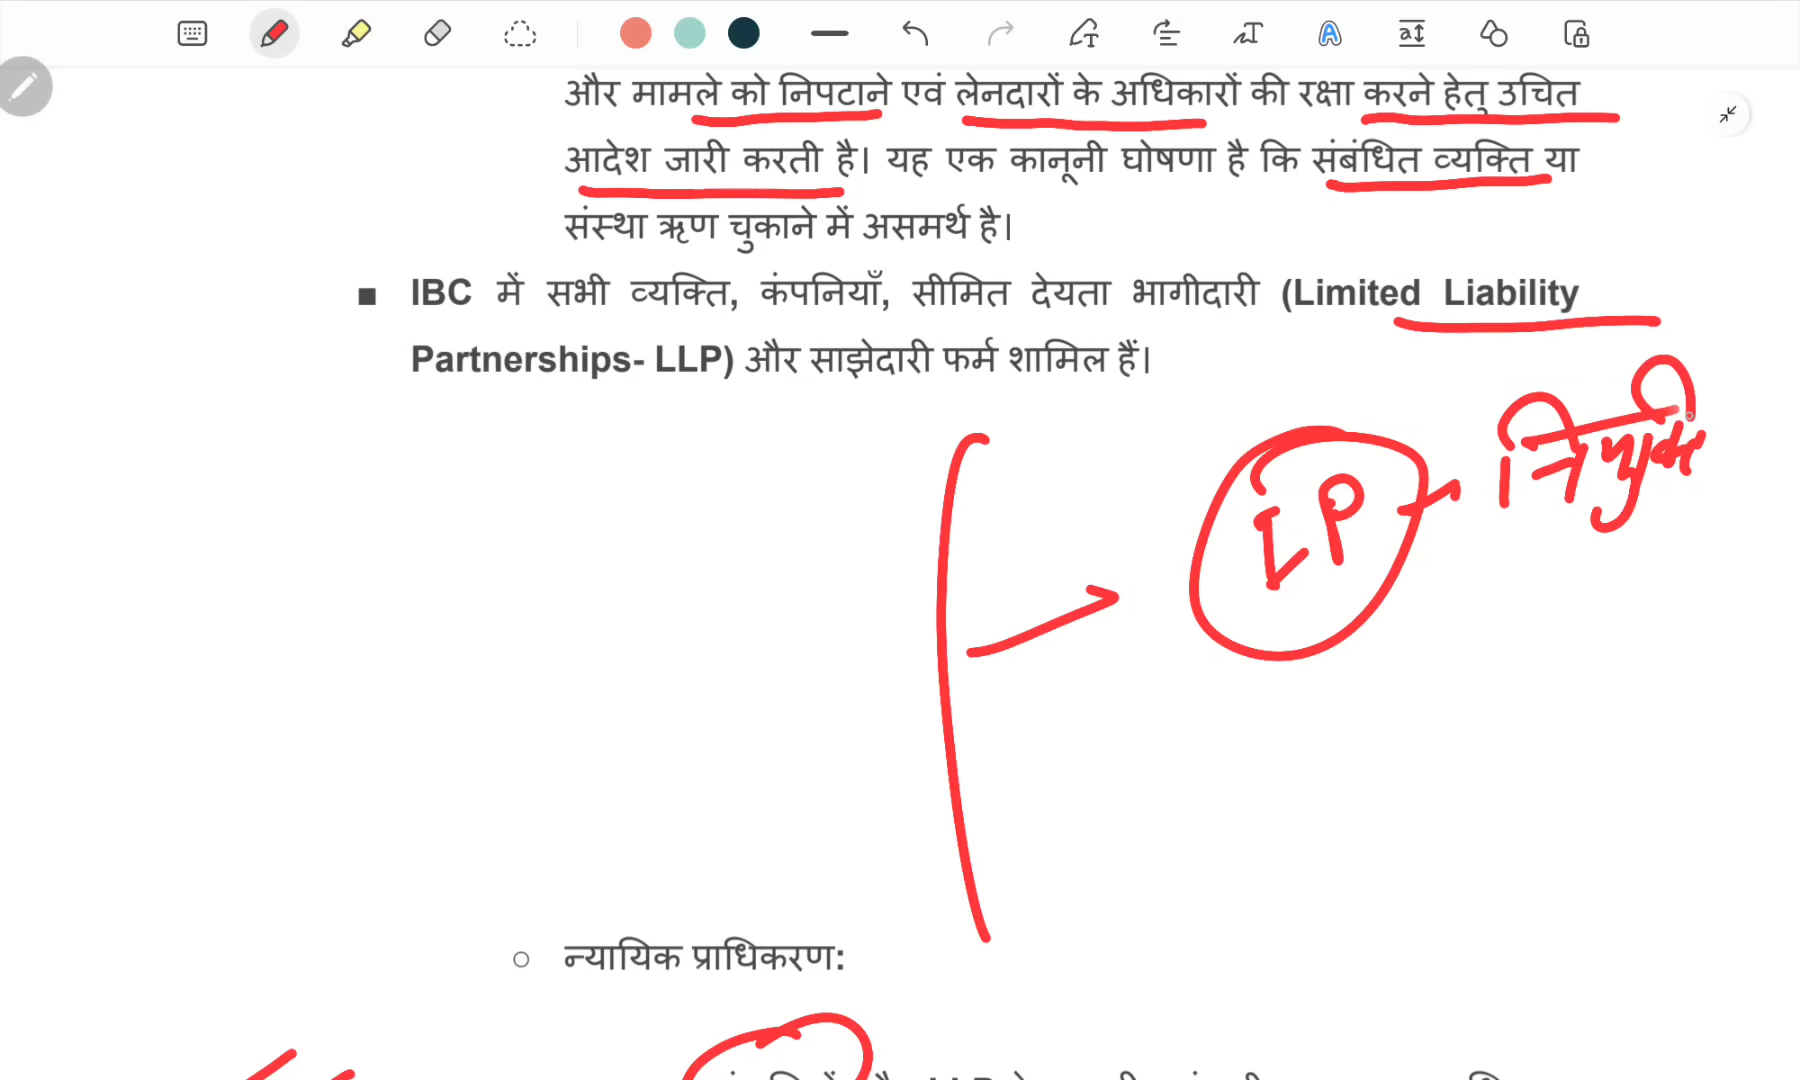 और मामले को निपटाने एवं लेनदारों के अधिकारों की रक्षा करने हेतु उचित
आदेश जारी करती है। यह एक कानूनी घोषणा है कि संबंधित व्यक्ति या
संस्था ऋण चुकाने में असमर्थ है।
■ IBC में सभी व्यक्ति, कंपनियाँ, सीमित देयता भागीदारी (Limited Liability
Partnerships- LLP) और साझेदारी फर्म शामिल हैं।
IP
नियुक्ति
○ न्यायिक प्राधिकरण: